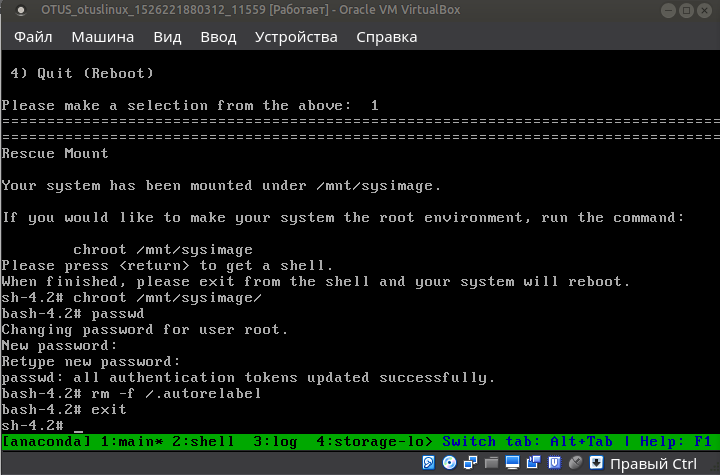 OTUS_otuslinux_1526221880312_11559 [Работает] - Oracle VM VirtualBox
Файл Машина Вид Ввод Устройства Справка
4) Quit (Reboot)
Please make a selection from the above:  1
================================================================================
================================================================================
Rescue Mount
Your system has been mounted under /mnt/sysimage.
If you would like to make your system the root environment, run the command:
chroot /mnt/sysimage
Please press <return> to get a shell.
When finished, please exit from the shell and your system will reboot.
sh-4.2# chroot /mnt/sysimage/
bash-4.2# passwd
Changing password for user root.
New password:
Retype new password:
passwd: all authentication tokens updated successfully.
bash-4.2# rm -f /.autorelabel
bash-4.2# exit
sh-4.2# _
[anaconda] 1:main* 2:shell  3:log  4:storage-lo> Switch tab: Alt+Tab | Help: F1
Правый Ctrl